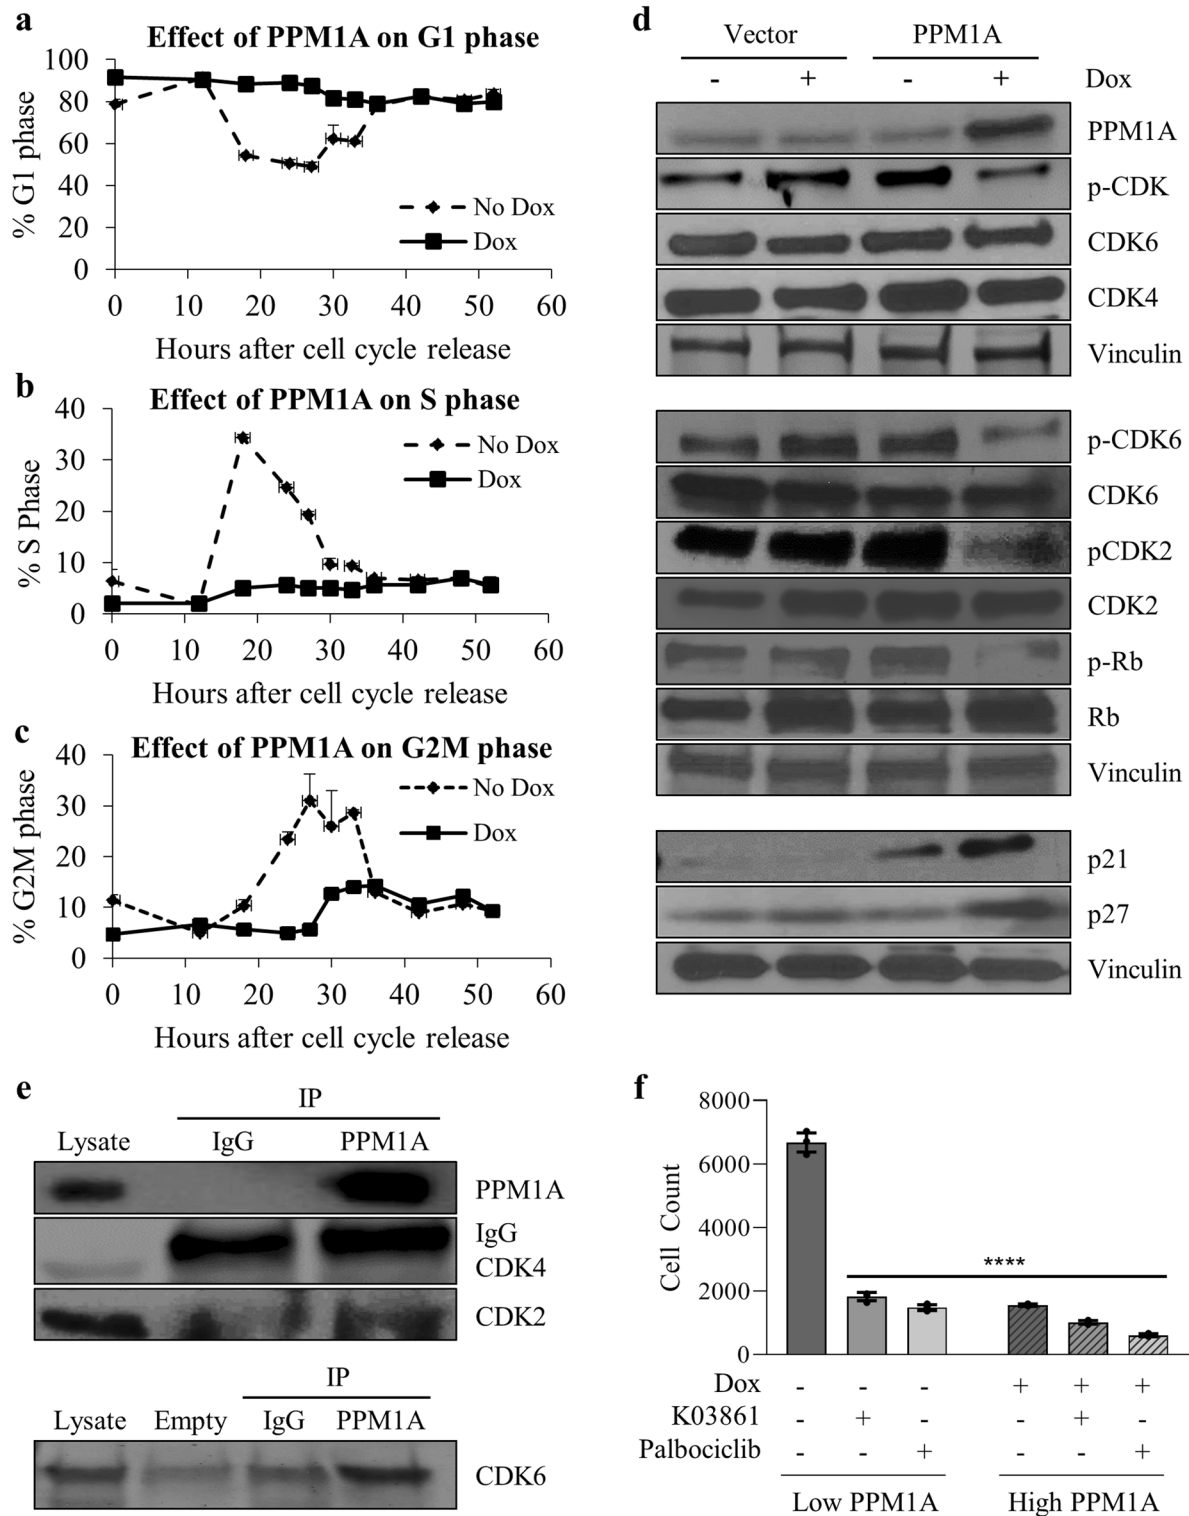 a
Effect of PPM1A on G1 phase
% G1 phase
100
80
60
40
20
0
No Dox
Dox
0 10 20 30 40 50 60
Hours after cell cycle release
b
Effect of PPM1A on S phase
% S Phase
40
30
20
10
0
No Dox
Dox
0 10 20 30 40 50 60
Hours after cell cycle release
c
Effect of PPM1A on G2M phase
% G2M phase
40
30
20
10
0
No Dox
Dox
0 10 20 30 40 50 60
Hours after cell cycle release
d
Vector PPM1A
- + - + Dox
PPM1A
p-CDK
CDK6
CDK4
Vinculin
p-CDK6
CDK6
pCDK2
CDK2
p-Rb
Rb
Vinculin
p21
p27
Vinculin
e
IP
Lysate IgG PPM1A
PPM1A
IgG
CDK4
CDK2
IP
Lysate Empty IgG PPM1A
CDK6
f
Cell Count
8000
6000
4000
2000
0
****
Dox - - - + + +
K03861 - + - - + -
Palbociclib - - + - - +
Low PPM1A High PPM1A